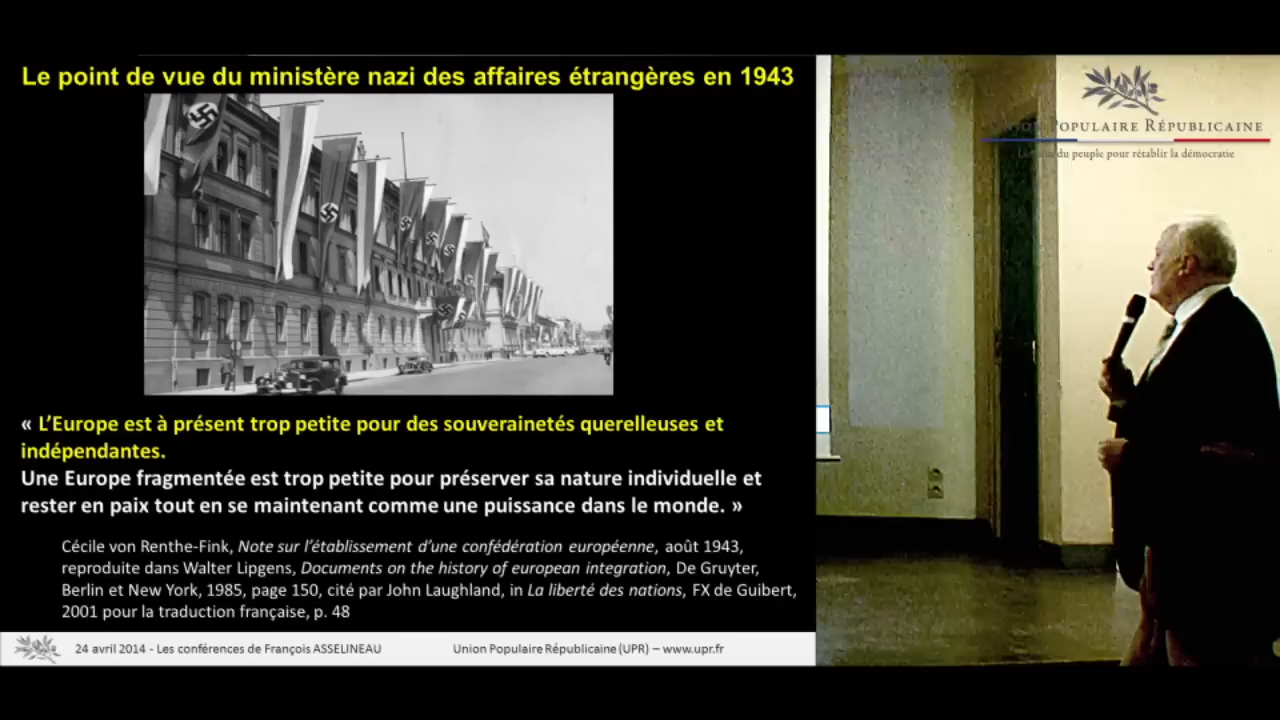 Le point de vue du ministère nazi des affaires étrangères en 1943
UNION POPULAIRE RÉPUBLICAINE
du peuple pour rétablir la démocratie
« L’Europe est à présent trop petite pour des souverainetés querelleuses et
indépendantes.
Une Europe fragmentée est trop petite pour préserver sa nature individuelle et
rester en paix tout en se maintenant comme une puissance dans le monde. »
Cécile von Renthe-Fink, Note sur l’établissement d’une confédération européenne, août 1943,
reproduite dans Walter Lipgens, Documents on the history of european integration, De Gruyter,
Berlin et New York, 1985, page 150, cité par John Laughland, in La liberté des nations, FX de Guibert,
2001 pour la traduction française, p. 48
24 avril 2014 - Les conférences de François ASSELINEAU
Union Populaire Républicaine (UPR) – www.upr.fr